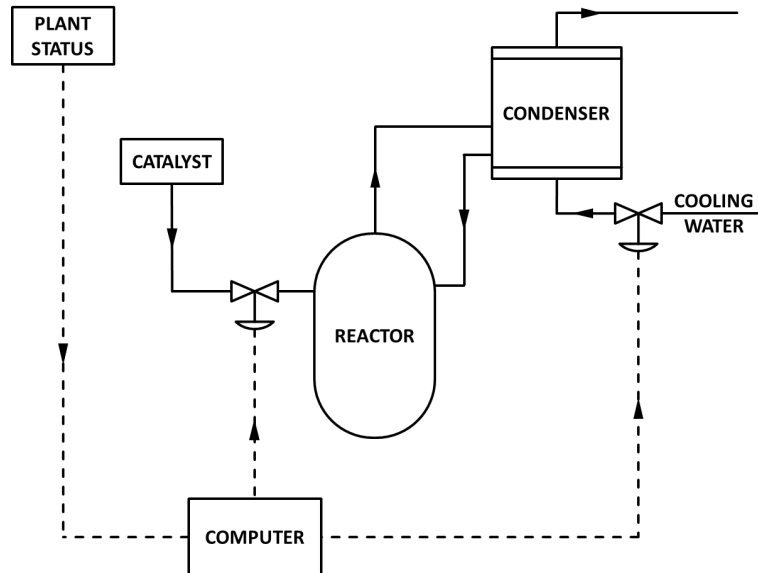 PLANT
STATUS
CONDENSER
CATALYST
COOLING
WATER
REACTOR
COMPUTER